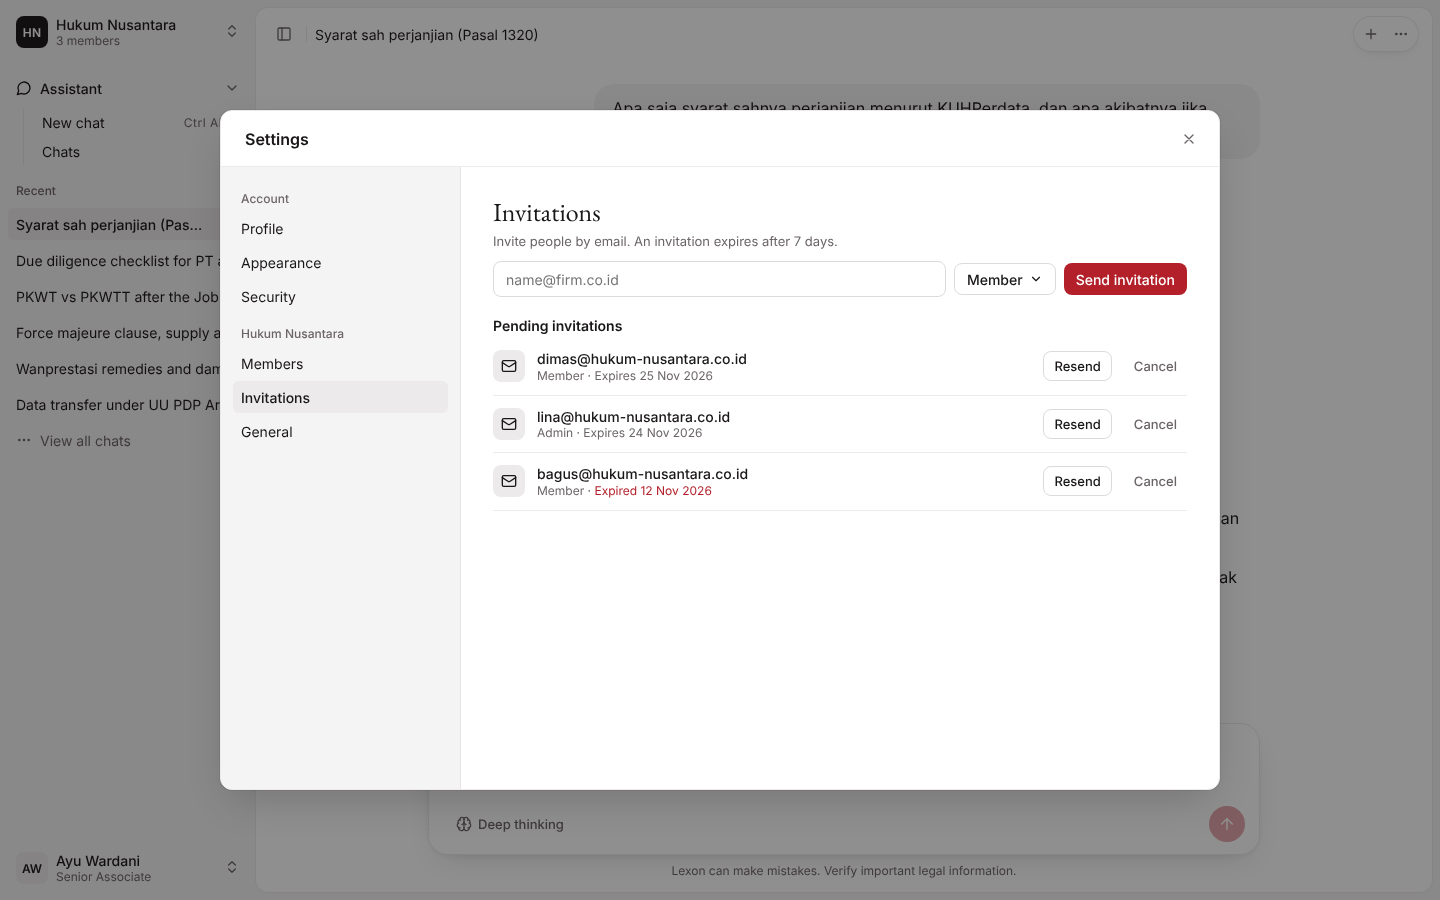 HN
Hukum Nusantara
3 members
Assistant
New chat
Ctrl
Chats
Recent
Syarat sah perjanjian (Pas...
Due diligence checklist for PT
PKWT vs PKWTT after the Job
Force majeure clause, supply
Wanprestasi remedies and
Data transfer under UU PDP
View all chats
AW
Ayu Wardani
Senior Associate
Syarat sah perjanjian (Pasal 1320)
Apa saja syarat sahnya perjanjian menurut KUHPerdata, dan apa akibatnya jika
Settings
Account
Profile
Appearance
Security
Hukum Nusantara
Members
Invitations
General
Invitations
Invite people by email. An invitation expires after 7 days.
name@firm.co.id
Member
Send invitation
Pending invitations
dimas@hukum-nusantara.co.id
Member · Expires 25 Nov 2026
Resend
Cancel
lina@hukum-nusantara.co.id
Admin · Expires 24 Nov 2026
Resend
Cancel
bagus@hukum-nusantara.co.id
Member · Expired 12 Nov 2026
Resend
Cancel
Deep thinking
Lexon can make mistakes. Verify important legal information.